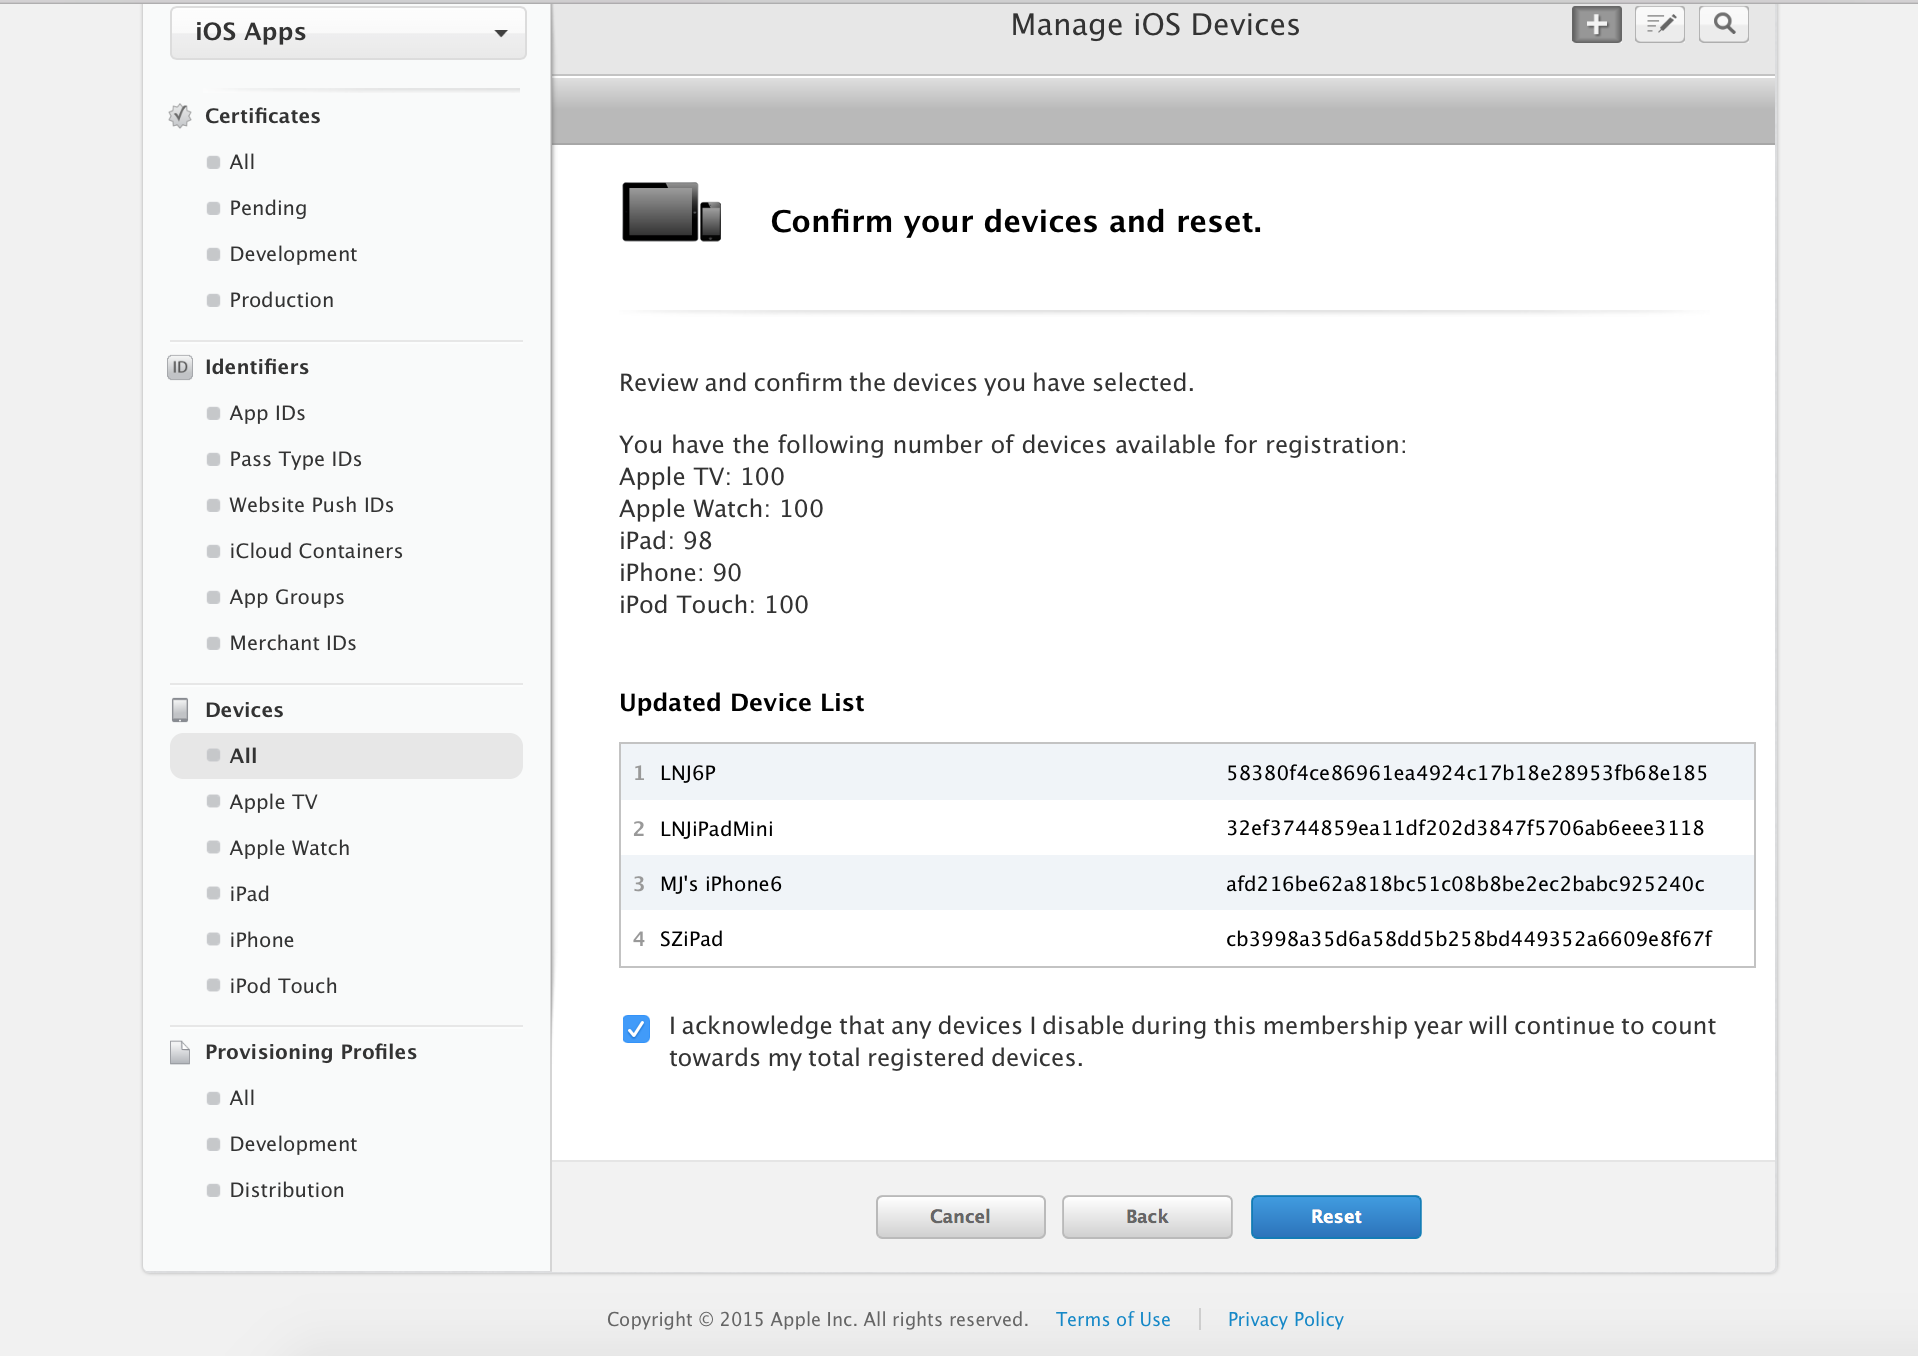 iOS Apps
Manage iOS Devices
Certificates
All
Pending
Development
Production
ID Identifiers
App IDs
Pass Type IDs
Website Push IDs
iCloud Containers
App Groups
Merchant IDs
Devices
All
Apple TV
Apple Watch
iPad
iPhone
iPod Touch
Provisioning Profiles
All
Development
Distribution
Confirm your devices and reset.
Review and confirm the devices you have selected.
You have the following number of devices available for registration:
Apple TV: 100
Apple Watch: 100
iPad: 98
iPhone: 90
iPod Touch: 100
Updated Device List
1 LNJ6P 58380f4ce86961ea4924c17b18e28953fb68e185
2 LNJiPadMini 32ef3744859ea11df202d3847f5706ab6eee3118
3 MJ's iPhone6 afd216be62a818bc51c08b8be2ec2babc925240c
4 SZiPad cb3998a35d6a58dd5b258bd449352a6609e8f67f
I acknowledge that any devices I disable during this membership year will continue to count
towards my total registered devices.
Cancel Back Reset
Copyright © 2015 Apple Inc. All rights reserved. Terms of Use | Privacy Policy